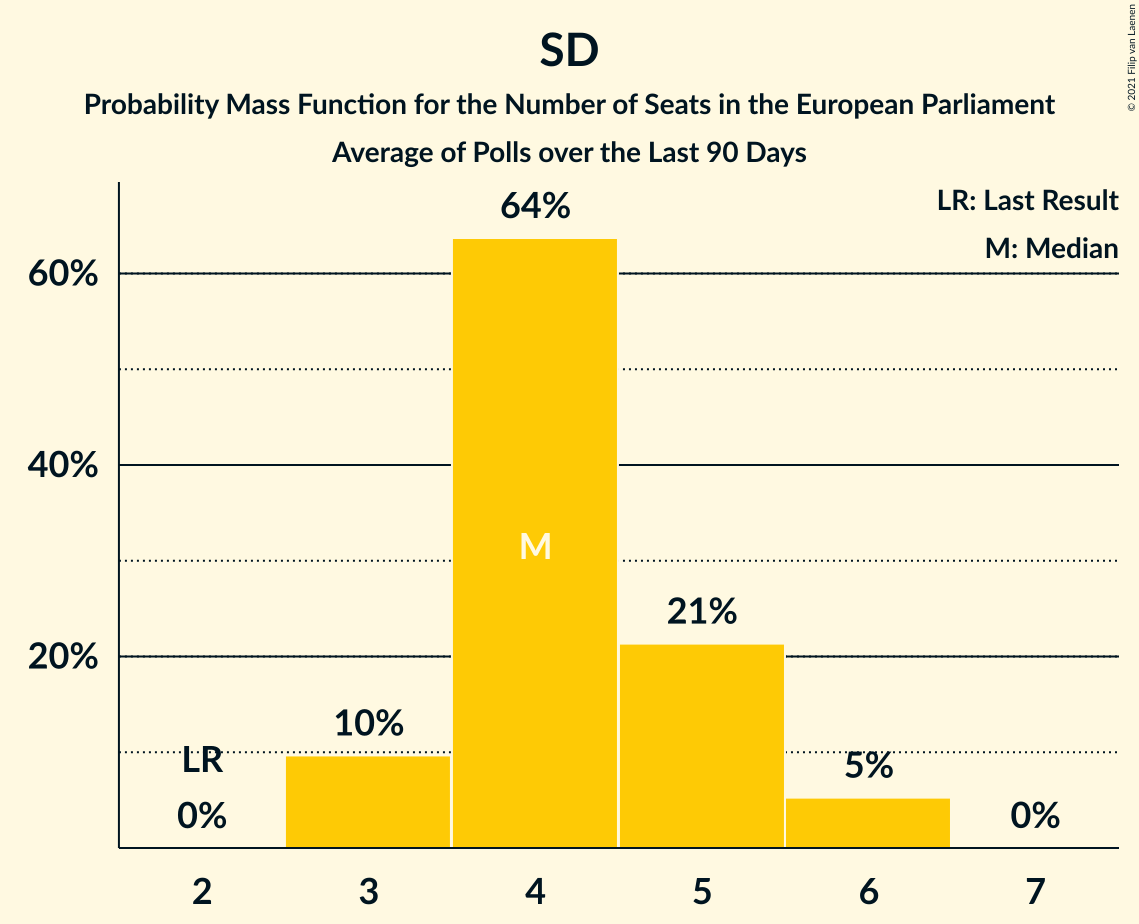 SD
Probability Mass Function for the Number of Seats in the European Parliament
Average of Polls over the Last 90 Days
© 2021 Filip van Laenen
LR: Last Result
M: Median
64%
60%
40%
M
21%
20%
10%
LR
5%
0%
0%
2 3 4 5 6 7